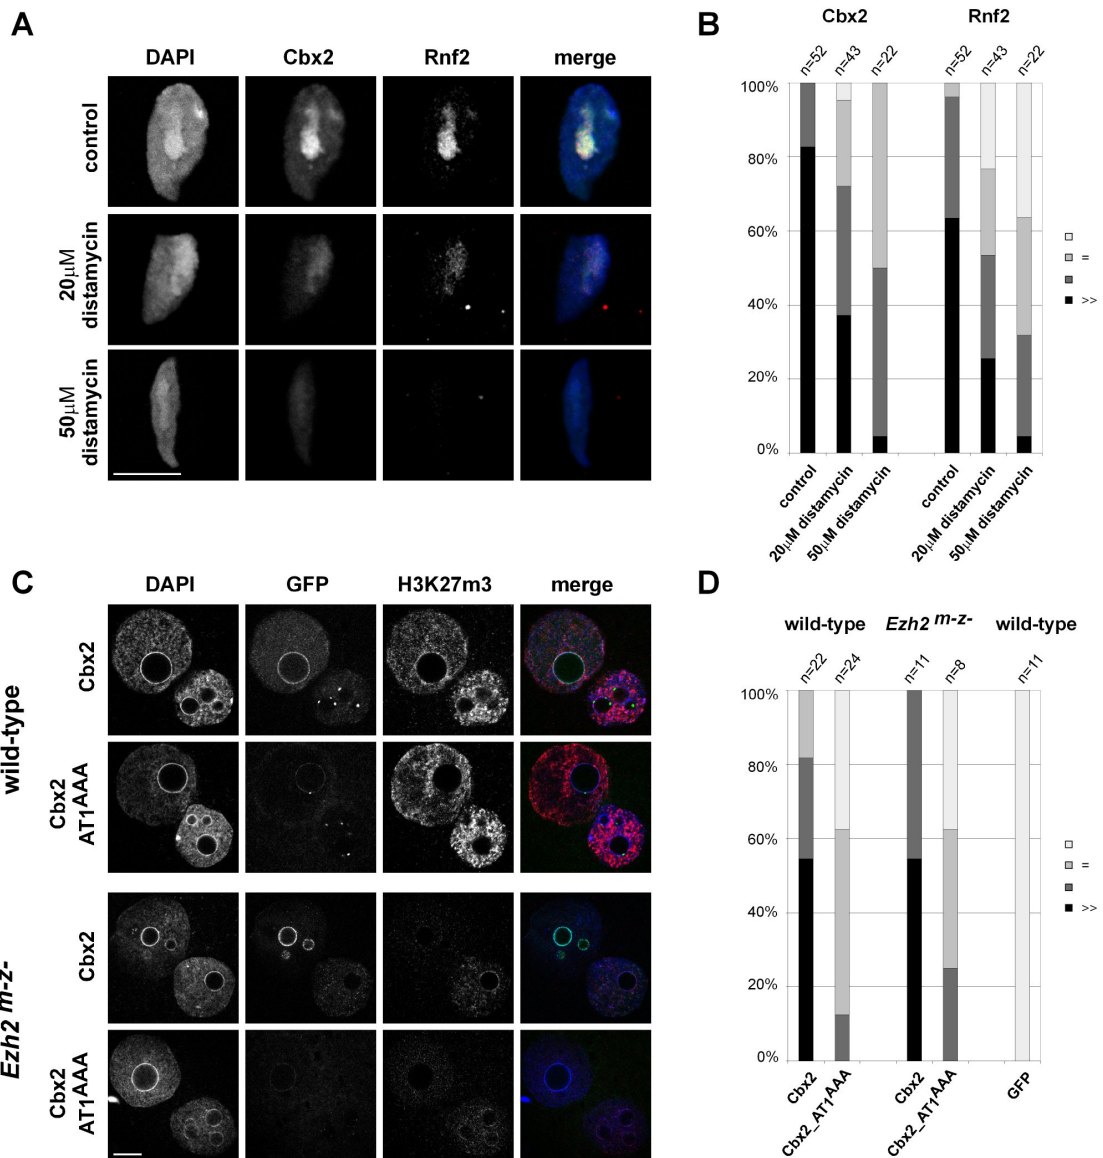 A
DAPI Cbx2 Rnf2 merge
control
20µM
distamycin
50µM
distamycin
B
Cbx2 Rnf2
n=52 n=43 n=22 n=52 n=43 n=22
100%
80%
60%
40%
20%
0%
=
>>
control 20µM distamycin 50µM distamycin control 20µM distamycin 50µM distamycin
C
DAPI GFP H3K27m3 merge
wild-type
Cbx2
Cbx2
AT1AAA
Ezh2 m-z-
Cbx2
Cbx2
AT1AAA
D
wild-type Ezh2 m-z- wild-type
n=22 n=24 n=11 n=8 n=11
100%
80%
60%
40%
20%
0%
=
>>
Cbx2 Cbx2_AT1AAA Cbx2 Cbx2_AT1AAA GFP